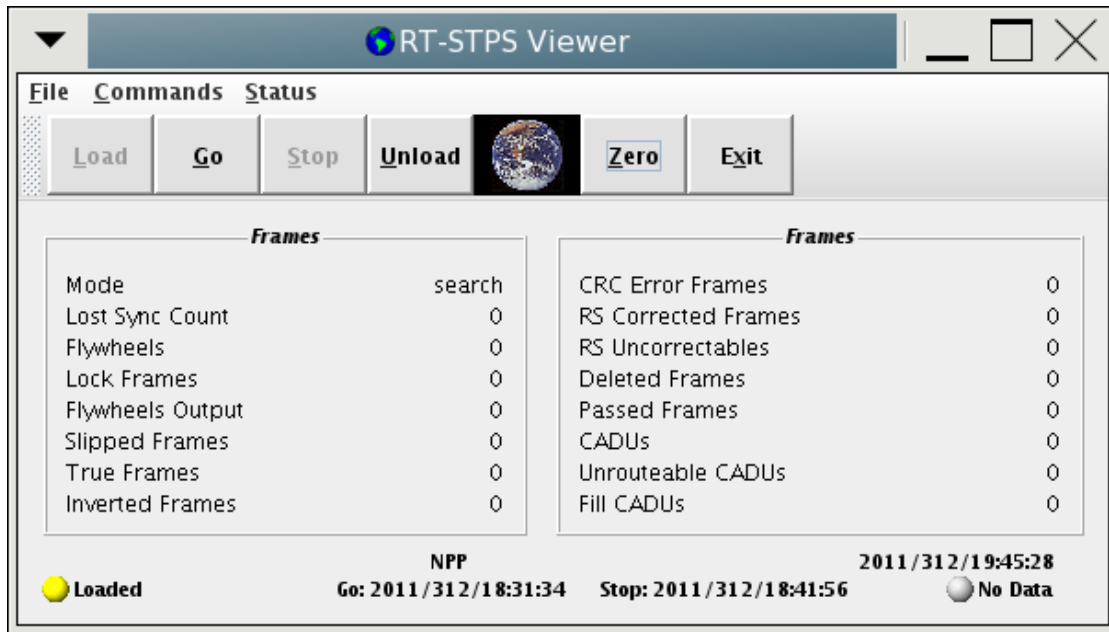 RT-STPS Viewer
File Commands Status
Load Go Stop Unload Zero Exit
Frames
Mode search
Lost Sync Count 0
Flywheels 0
Lock Frames 0
Flywheels Output 0
Slipped Frames 0
True Frames 0
Inverted Frames 0
Frames
CRC Error Frames 0
RS Corrected Frames 0
RS Uncorrectables 0
Deleted Frames 0
Passed Frames 0
CADUs 0
Unrouteable CADUs 0
Fill CADUs 0
NPP 2011/312/19:45:28
Loaded Go: 2011/312/18:31:34 Stop: 2011/312/18:41:56 No Data